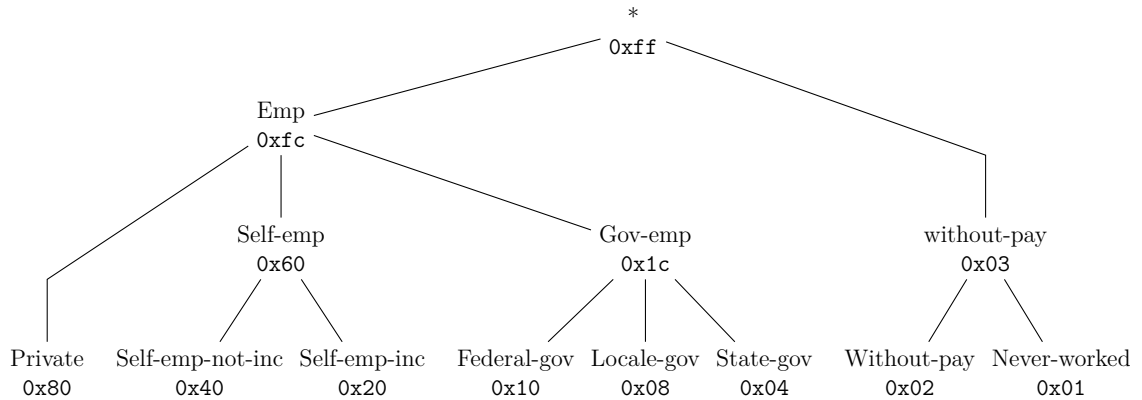 *
0xff
Emp
0xfc
Self-emp Gov-emp without-pay
0x60 0x1c 0x03
Private Self-emp-not-inc Self-emp-inc Federal-gov Locale-gov State-gov Without-pay Never-worked
0x80 0x40 0x20 0x10 0x08 0x04 0x02 0x01